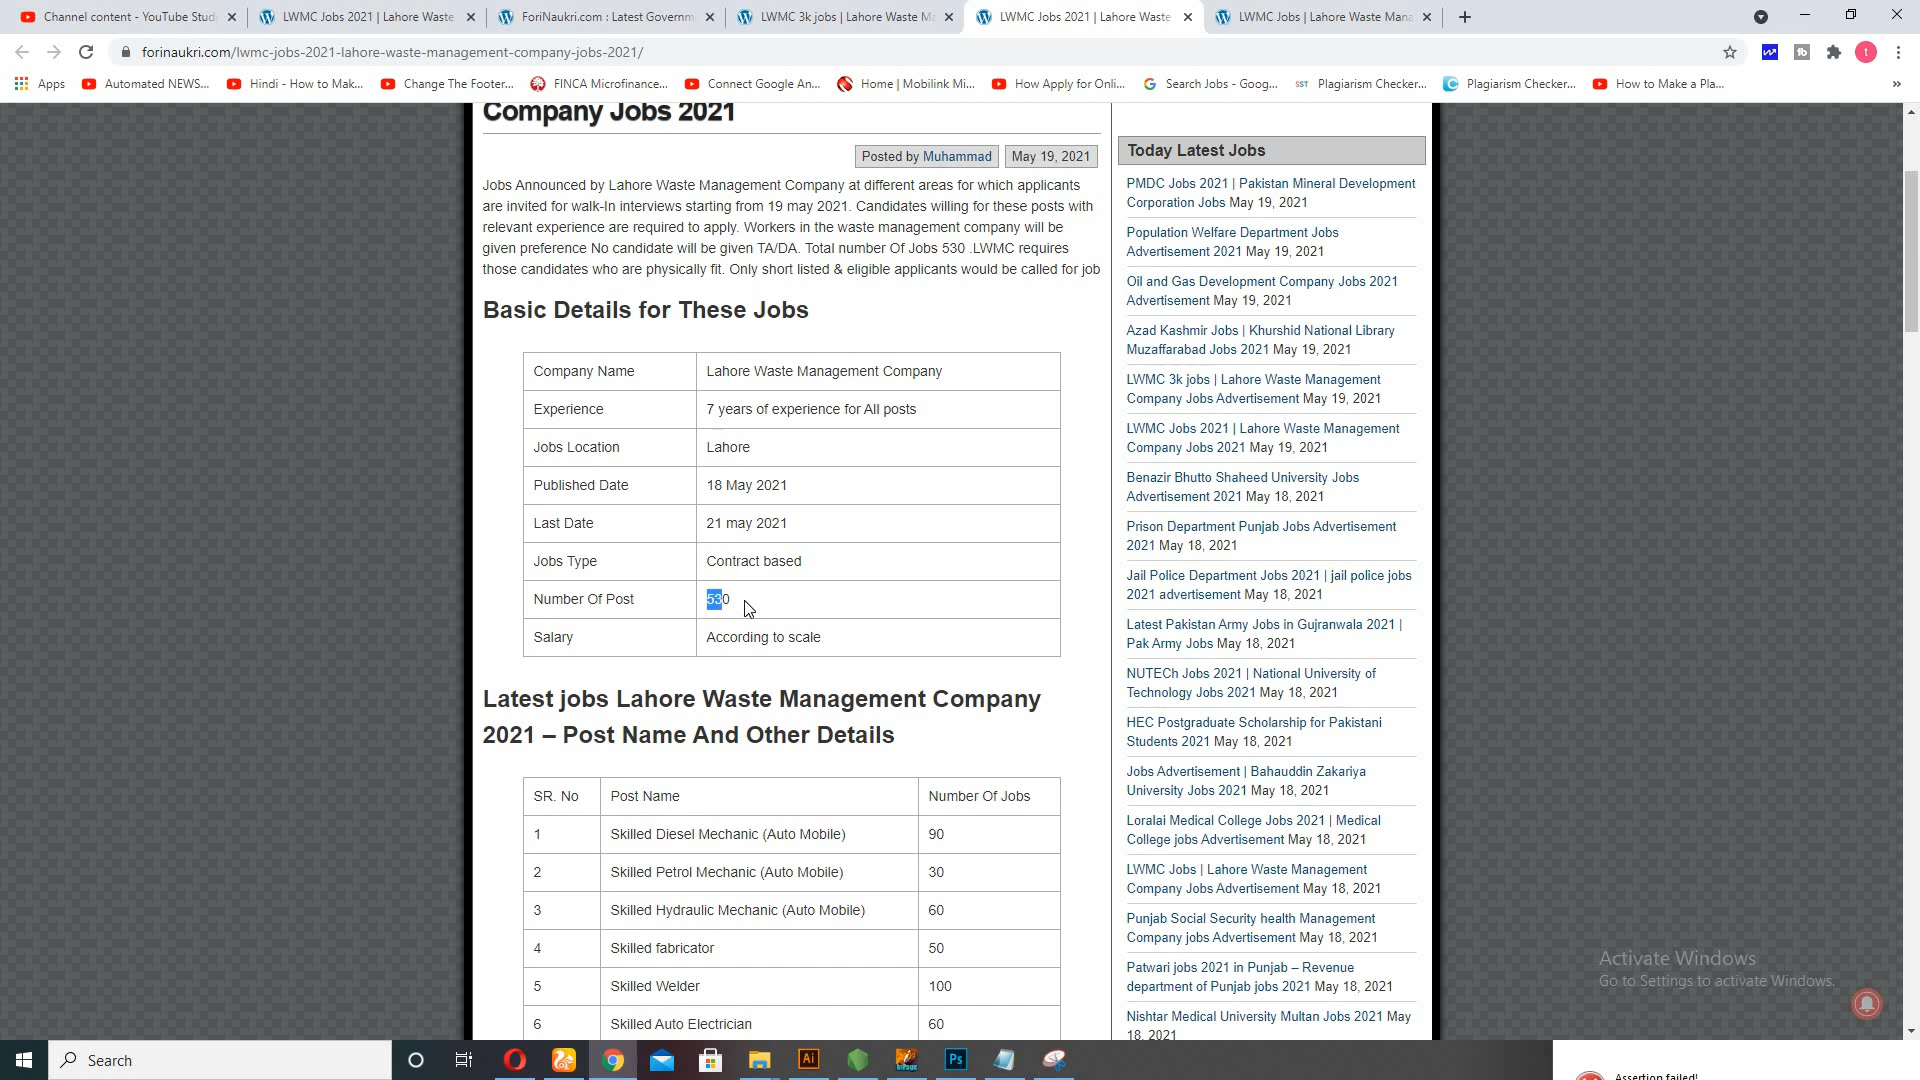 Channel content - YouTube Stud
LWMC Jobs 2021 | Lahore Waste
ForiNaukri.com : Latest Governm
LWMC 3k jobs | Lahore Waste M
LWMC Jobs 2021 | Lahore Waste
LWMC Jobs | Lahore Waste Mana
forinaukri.com/lwmc-jobs-2021-lahore-waste-management-company-jobs-2021/
t
Apps
Automated NEWS...
Hindi - How to Mak...
Change The Footer...
FINCA Microfinance...
Connect Google An...
Home | Mobilink Mi...
How Apply for Onli...
Search Jobs - Goog...
SST Plagiarism Checker...
Plagiarism Checker...
How to Make a Pla...
»
Company Jobs 2021
Posted by Muhammad
May 19, 2021
Jobs Announced by Lahore Waste Management Company at different areas for which applicants
are invited for walk-In interviews starting from 19 may 2021. Candidates willing for these posts with
relevant experience are required to apply. Workers in the waste management company will be
given preference No candidate will be given TA/DA. Total number Of Jobs 530 .LWMC requires
those candidates who are physically fit. Only short listed & eligible applicants would be called for job
Basic Details for These Jobs
Company Name Lahore Waste Management Company
Experience 7 years of experience for All posts
Jobs Location Lahore
Published Date 18 May 2021
Last Date 21 may 2021
Jobs Type Contract based
Number Of Post 530
Salary According to scale
Latest jobs Lahore Waste Management Company
2021 – Post Name And Other Details
SR. No Post Name Number Of Jobs
1 Skilled Diesel Mechanic (Auto Mobile) 90
2 Skilled Petrol Mechanic (Auto Mobile) 30
3 Skilled Hydraulic Mechanic (Auto Mobile) 60
4 Skilled fabricator 50
5 Skilled Welder 100
6 Skilled Auto Electrician 60
Today Latest Jobs
PMDC Jobs 2021 | Pakistan Mineral Development
Corporation Jobs May 19, 2021
Population Welfare Department Jobs
Advertisement 2021 May 19, 2021
Oil and Gas Development Company Jobs 2021
Advertisement May 19, 2021
Azad Kashmir Jobs | Khurshid National Library
Muzaffarabad Jobs 2021 May 19, 2021
LWMC 3k jobs | Lahore Waste Management
Company Jobs Advertisement May 19, 2021
LWMC Jobs 2021 | Lahore Waste Management
Company Jobs 2021 May 19, 2021
Benazir Bhutto Shaheed University Jobs
Advertisement 2021 May 18, 2021
Prison Department Punjab Jobs Advertisement
2021 May 18, 2021
Jail Police Department Jobs 2021 | jail police jobs
2021 advertisement May 18, 2021
Latest Pakistan Army Jobs in Gujranwala 2021 |
Pak Army Jobs May 18, 2021
NUTECh Jobs 2021 | National University of
Technology Jobs 2021 May 18, 2021
HEC Postgraduate Scholarship for Pakistani
Students 2021 May 18, 2021
Jobs Advertisement | Bahauddin Zakariya
University Jobs 2021 May 18, 2021
Loralai Medical College Jobs 2021 | Medical
College jobs Advertisement May 18, 2021
LWMC Jobs | Lahore Waste Management
Company Jobs Advertisement May 18, 2021
Punjab Social Security health Management
Company jobs Advertisement May 18, 2021
Patwari jobs 2021 in Punjab – Revenue
department of Punjab jobs 2021 May 18, 2021
Nishtar Medical University Multan Jobs 2021 May
18, 2021
Activate Windows
Go to Settings to activate Windows.
Search
Ai
Ps
Assertion failed!